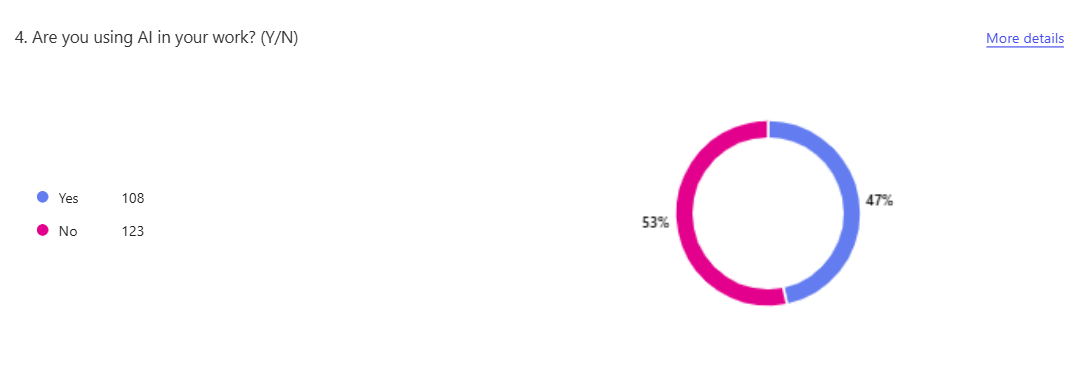 4. Are you using AI in your work? (Y/N)
More details
Yes 108
No 123
47%
53%